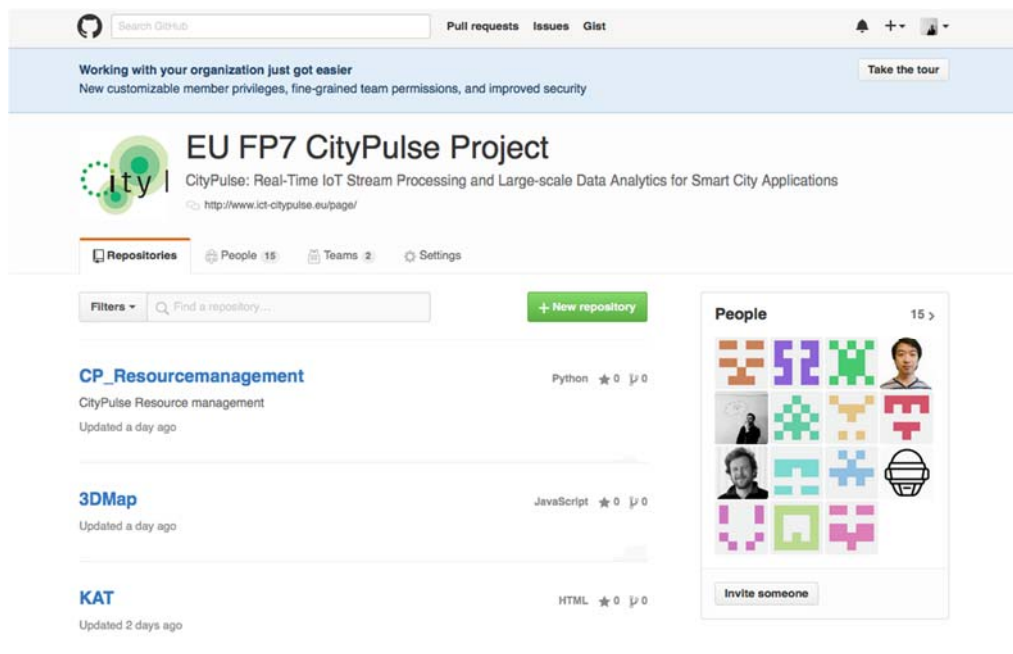 Search GitHub
Pull requests Issues Gist
Working with your organization just got easier
New customizable member privileges, fine-grained team permissions, and improved security
Take the tour
City
EU FP7 CityPulse Project
CityPulse: Real-Time IoT Stream Processing and Large-scale Data Analytics for Smart City Applications
http://www.ict-citypulse.eu/page/
Repositories People 15 Teams 2 Settings
Filters Find a repository...
+ New repository
CP_Resourcemanagement
Python 0 0
CityPulse Resource management
Updated a day ago
3DMap
JavaScript 0 0
Updated a day ago
KAT
HTML 0 0
Updated 2 days ago
People 15 >
Invite someone